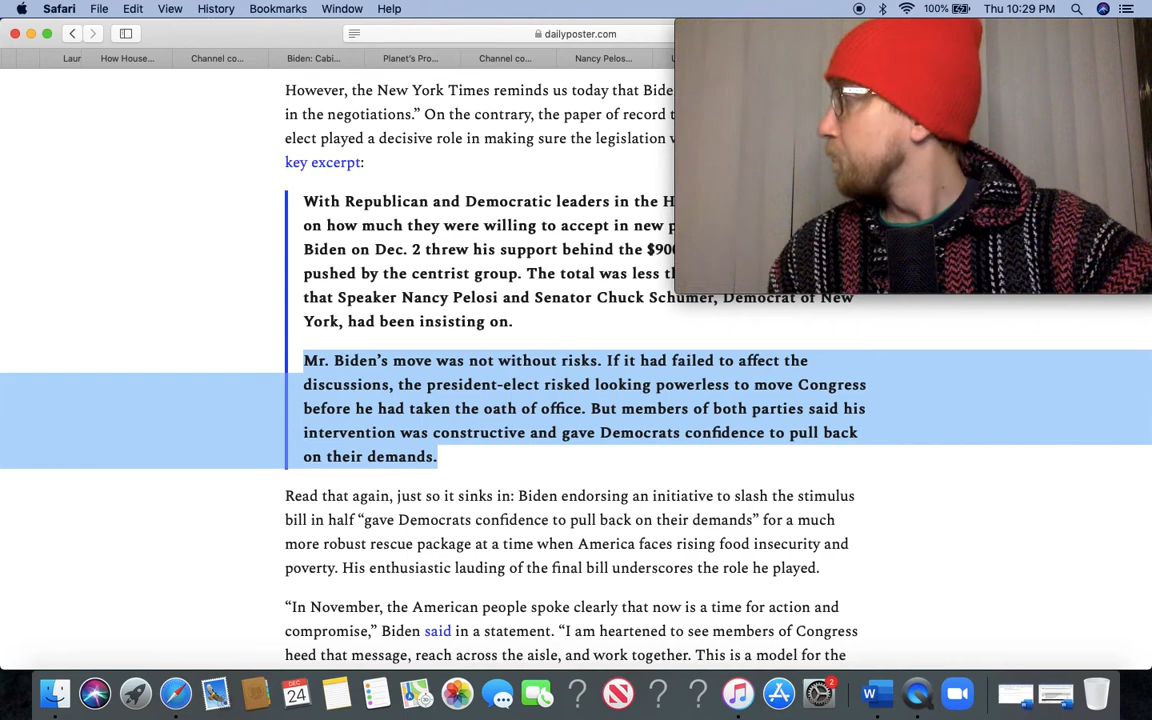 Safari File Edit View History Bookmarks Window Help 100% Thu 10:29 PM
dailyposter.com
Laur How House... Channel co... Biden: Cabi... Planet's Pro... Channel co... Nancy Pelos...
However, the New York Times reminds us today that
in the negotiations.” On the contrary, the paper of record
elect played a decisive role in making sure the legislation
key excerpt:
With Republican and Democratic leaders in the
on how much they were willing to accept in new
Biden on Dec. 2 threw his support behind the
pushed by the centrist group. The total was less
that Speaker Nancy Pelosi and Senator Chuck Schumer, Democrat of New
York, had been insisting on.
Mr. Biden’s move was not without risks. If it had failed to affect the
discussions, the president-elect risked looking powerless to move Congress
before he had taken the oath of office. But members of both parties said his
intervention was constructive and gave Democrats confidence to pull back
on their demands.
Read that again, just so it sinks in: Biden endorsing an initiative to slash the stimulus
bill in half “gave Democrats confidence to pull back on their demands” for a much
more robust rescue package at a time when America faces rising food insecurity and
poverty. His enthusiastic lauding of the final bill underscores the role he played.
“In November, the American people spoke clearly that now is a time for action and
compromise,” Biden said in a statement. “I am heartened to see members of Congress
heed that message, reach across the aisle, and work together. This is a model for the
DEC
24
2